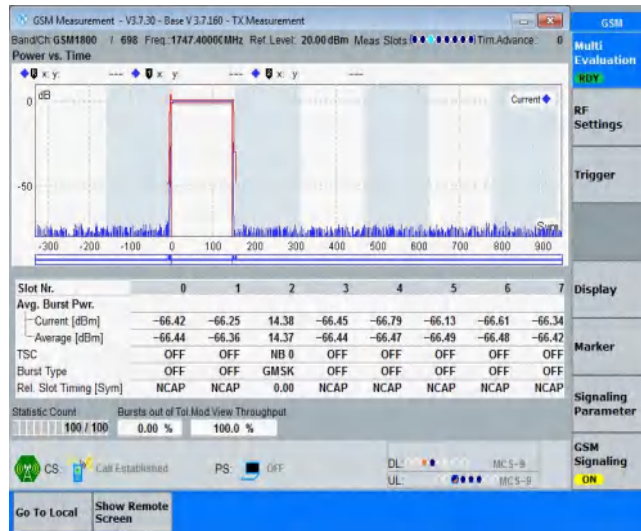 GSM Measurement - V3.7.30 - Base V 3.7.160 - TX Measurement
GSM
Band/Ch: GSM1800 / 698 Freq.:1747.4000 MHz Ref. Level: 20.00 dBm Meas Slots: Tim.Advance: 0
Multi Evaluation
RDY
Power vs. Time
x: y: --- x: y: --- x: y: ---
dB
Current
0
-50
Sym
-300 -200 -100 0 100 200 300 400 500 600 700 800 900
RF Settings
Trigger
Slot Nr. 0 1 2 3 4 5 6 7
Avg. Burst Pwr.
Current [dBm] -66.42 -66.25 14.38 -66.45 -66.79 -66.13 -66.61 -66.34
Average [dBm] -66.44 -66.36 14.37 -66.44 -66.47 -66.49 -66.48 -66.42
TSC OFF OFF NB 0 OFF OFF OFF OFF OFF
Burst Type OFF OFF GMSK OFF OFF OFF OFF OFF
Rel. Slot Timing [Sym] NCAP NCAP 0.00 NCAP NCAP NCAP NCAP NCAP
Display
Marker
Statistic Count Bursts out of Tol. Mod View Throughput
100 / 100 0.00 % 100.0 %
Signaling Parameter
CS: Call Established PS: OFF DL: MCS-9
UL: MCS-9
GSM Signaling
ON
Go To Local
Show Remote Screen